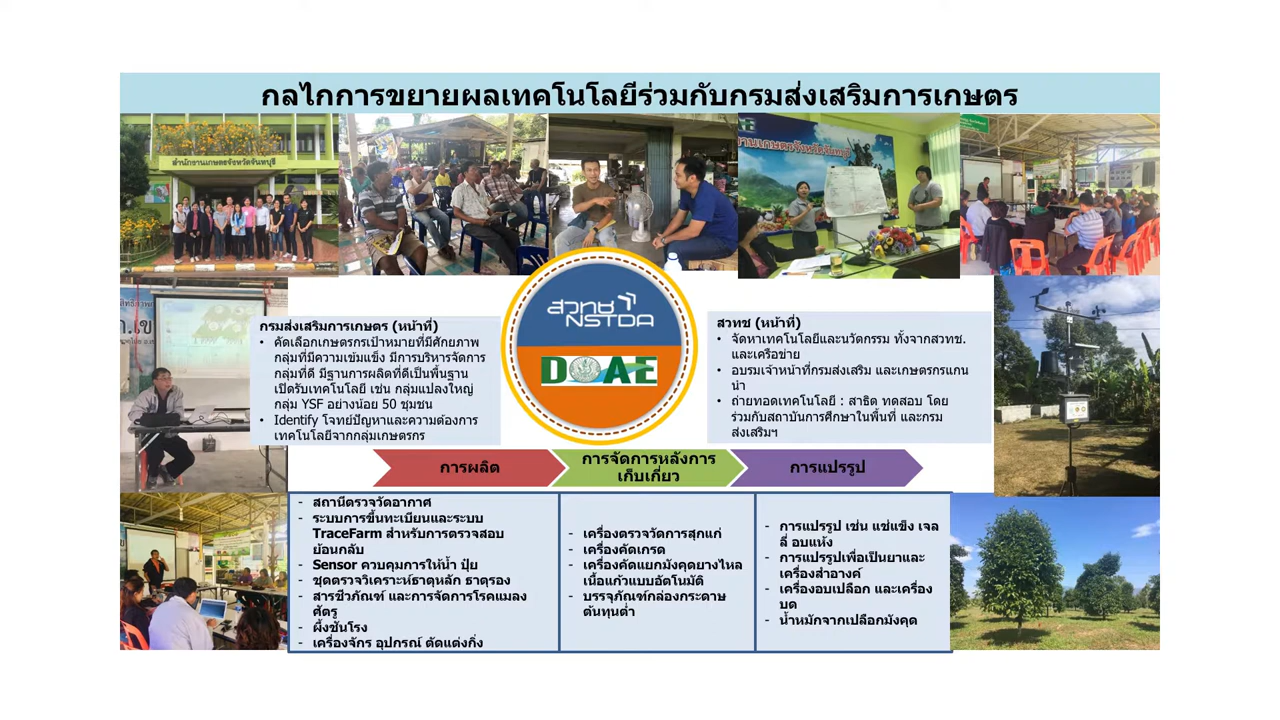 กลไกการขยายผลเทคโนโลยีร่วมกับกรมส่งเสริมการเกษตร
สำนักงานเกษตรจังหวัดจันทบุรี
กรมส่งเสริมการเกษตร (หน้าที่)
• คัดเลือกเกษตรกรเป้าหมายที่มีศักยภาพ
กลุ่มที่มีความเข้มแข็ง มีการบริหารจัดการ
กลุ่มที่ดี มีฐานการผลิตที่ดีเป็นพื้นฐาน
เปิดรับเทคโนโลยี เช่น กลุ่มแปลงใหญ่
กลุ่ม YSF อย่างน้อย 50 ชุมชน
• Identify โจทย์ปัญหาและความต้องการ
เทคโนโลยีจากกลุ่มเกษตรกร
สวทช
NSTDA
DOAE
สวทช (หน้าที่)
• จัดหาเทคโนโลยีและนวัตกรรม ทั้งจากสวทช.
และเครือข่าย
• อบรมเจ้าหน้าที่กรมส่งเสริม และเกษตรกรแกน
นำ
• ถ่ายทอดเทคโนโลยี : สาธิต ทดสอบ โดย
ร่วมกับสถาบันการศึกษาในพื้นที่ และกรม
ส่งเสริมฯ
การผลิต
การจัดการหลังการ
เก็บเกี่ยว
การแปรรูป
- สถานีตรวจวัดอากาศ
- ระบบการขึ้นทะเบียนและระบบ
TraceFarm สำหรับการตรวจสอบ
ย้อนกลับ
- Sensor ควบคุมการให้น้ำ ปุ๋ย
- ชุดตรวจวิเคราะห์ธาตุหลัก ธาตุรอง
- สารชีวภัณฑ์ และการจัดการโรคแมลง
ศัตรู
- ผึ้งชันโรง
- เครื่องจักร อุปกรณ์ ตัดแต่งกิ่ง
- เครื่องตรวจวัดการสุกแก่
- เครื่องคัดเกรด
- เครื่องคัดแยกมังคุดยางไหล
เนื้อแก้วแบบอัตโนมัติ
- บรรจุภัณฑ์กล่องกระดาษ
ต้นทุนต่ำ
- การแปรรูป เช่น แช่แข็ง เจล
ลี่ อบแห้ง
- การแปรรูปเพื่อเป็นยาและ
เครื่องสำอางค์
- เครื่องอบเปลือก และเครื่อง
บด
- น้ำหมักจากเปลือกมังคุด